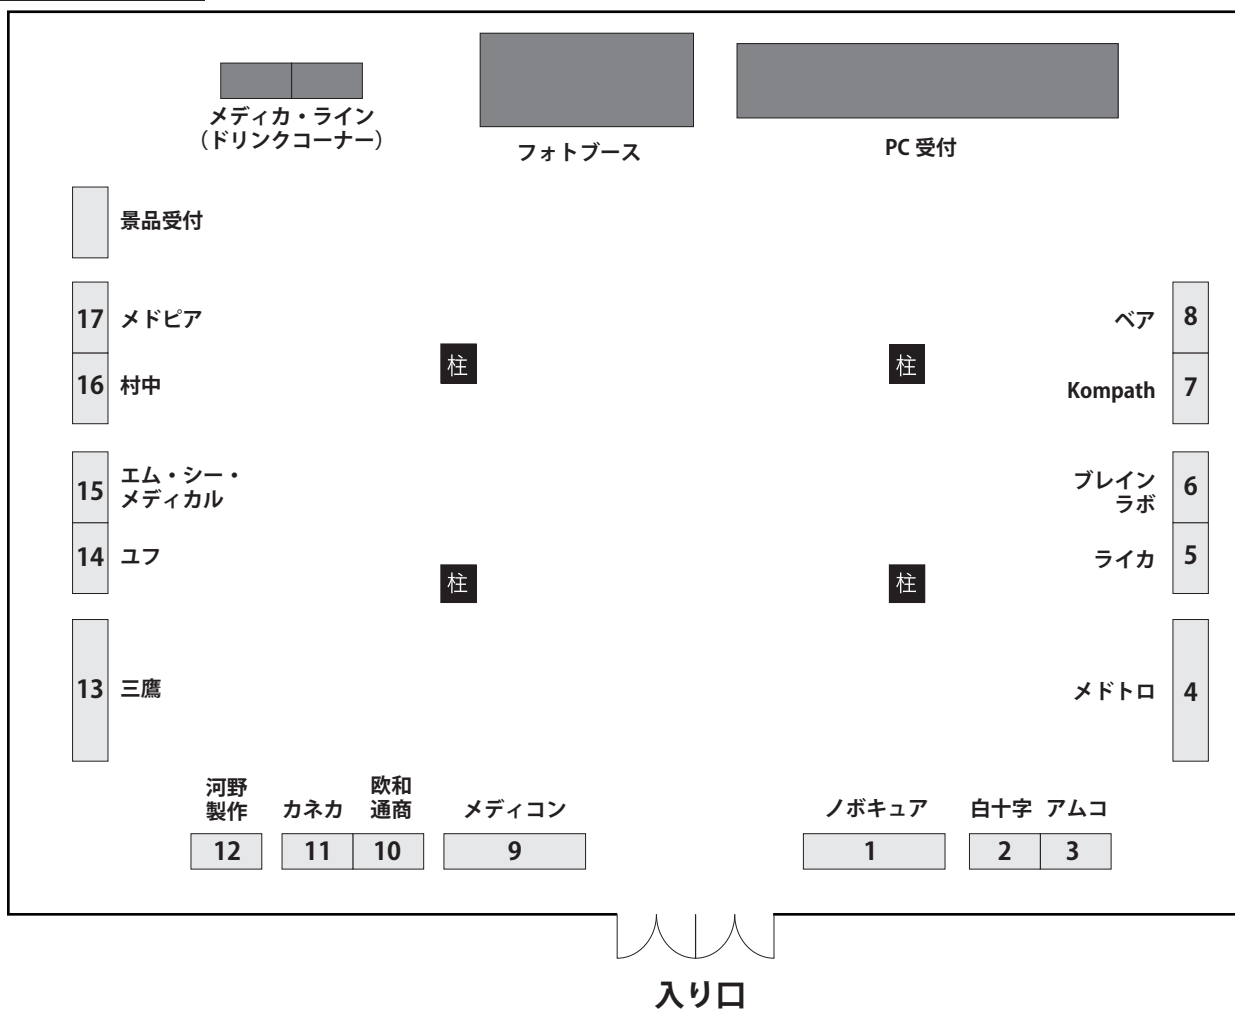 メディカ・ライン
（ドリンクコーナー）
フォトブース
PC 受付
景品受付
17 メドピア
16 村中
柱
柱
ベア 8
Kompath 7
15 エム・シー・
メディカル
14 ユフ
ブレイン
ラボ 6
ライカ 5
柱
柱
13 三鷹
メドトロ 4
河野
製作
カネカ
欧和
通商
メディコン
ノボキュア
白十字
アムコ
12
11
10
9
1
2
3
入り口